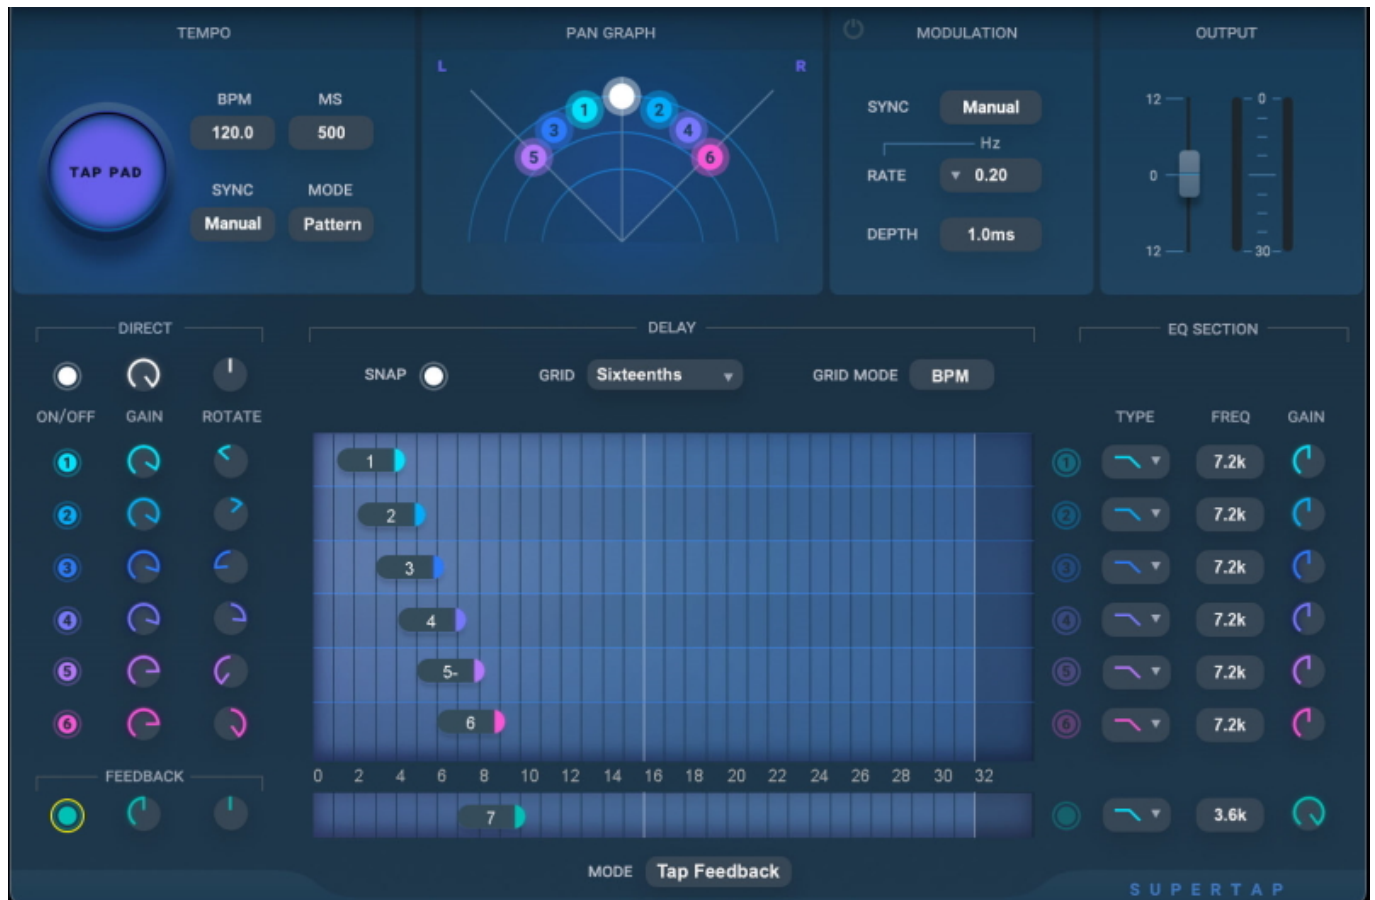 TEMPO
PAN GRAPH
MODULATION
OUTPUT
L
R
BPM
MS
120.0
500
TAP PAD
SYNC
MODE
Manual
Pattern
1
2
3
4
5
6
SYNC
Manual
Hz
RATE
0.20
DEPTH
1.0ms
12
0
12
0
30
DIRECT
DELAY
EQ SECTION
SNAP
GRID
Sixteenths
GRID MODE
BPM
ON/OFF
GAIN
ROTATE
TYPE
FREQ
GAIN
1
1
1
7.2k
2
2
2
7.2k
3
3
3
7.2k
4
4
4
7.2k
5
5-
5
7.2k
6
6
6
7.2k
FEEDBACK
0 2 4 6 8 10 12 14 16 18 20 22 24 26 28 30 32
7
3.6k
MODE
Tap Feedback
SUPERTAP